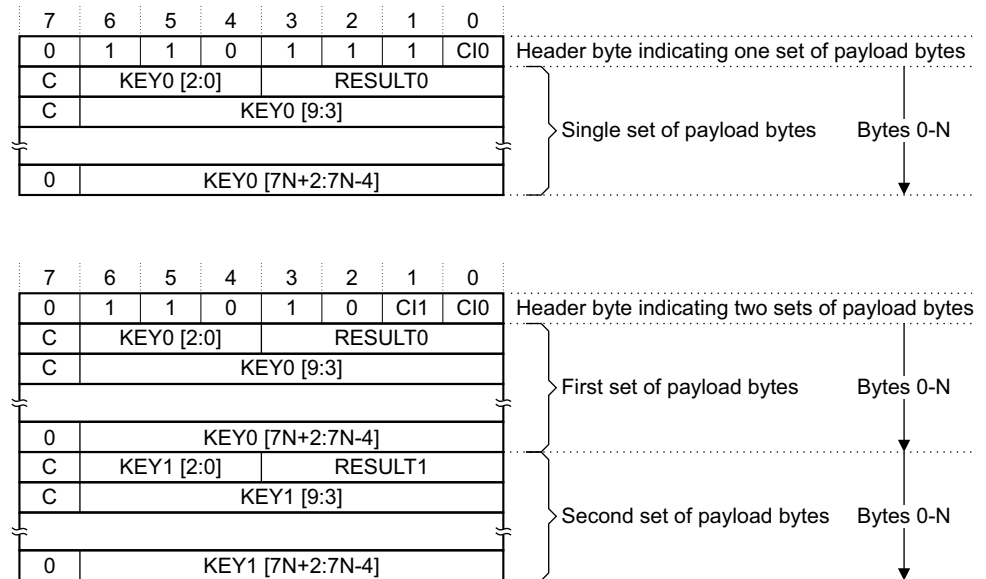 7 6 5 4 3 2 1 0
0 1 1 0 1 1 1 CI0 Header byte indicating one set of payload bytes
C KEY0 [2:0] RESULT0
C KEY0 [9:3]
Single set of payload bytes Bytes 0-N
0 KEY0 [7N+2:7N-4]
7 6 5 4 3 2 1 0
0 1 1 0 1 0 CI1 CI0 Header byte indicating two sets of payload bytes
C KEY0 [2:0] RESULT0
C KEY0 [9:3]
First set of payload bytes Bytes 0-N
0 KEY0 [7N+2:7N-4]
C KEY1 [2:0] RESULT1
C KEY1 [9:3]
Second set of payload bytes Bytes 0-N
0 KEY1 [7N+2:7N-4]